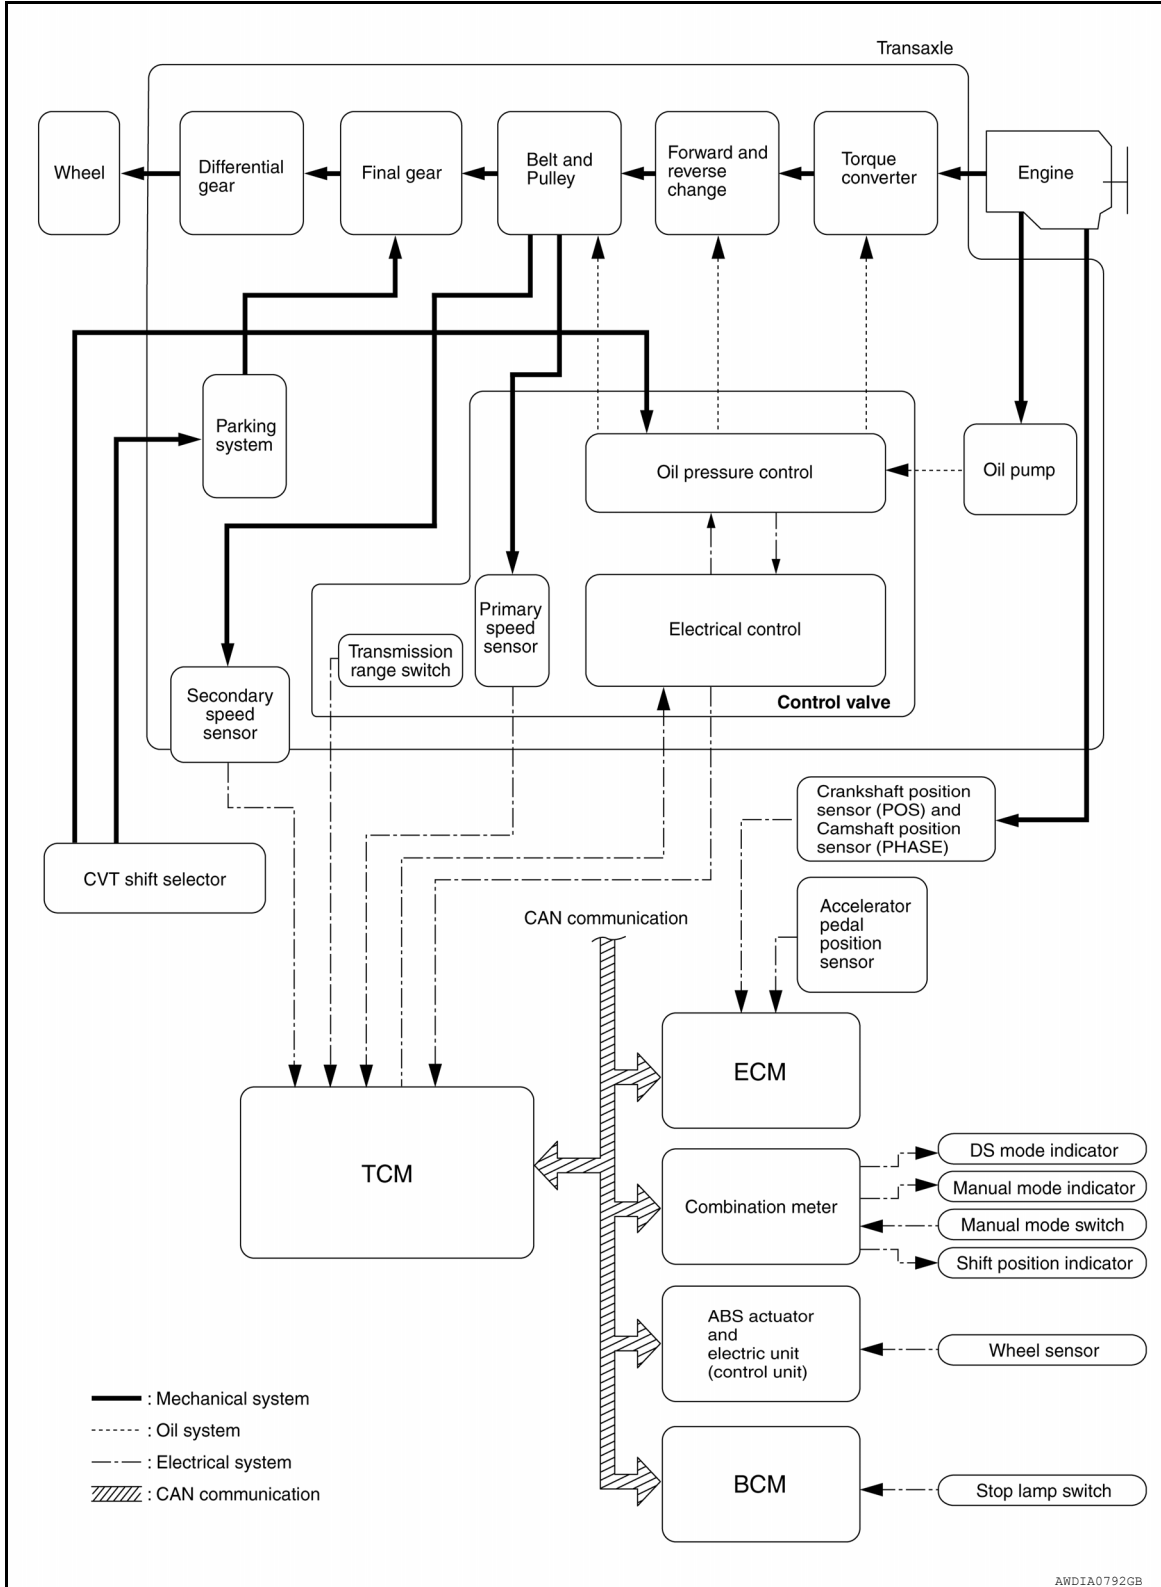 Transaxle
Wheel
Differential
gear
Final gear
Belt and
Pulley
Forward and
reverse
change
Torque
converter
Engine
Parking
system
Oil pressure control
Oil pump
Primary
speed
sensor
Electrical control
Transmission
range switch
Secondary
speed
sensor
Control valve
Crankshaft position
sensor (POS) and
Camshaft position
sensor (PHASE)
CVT shift selector
CAN communication
Accelerator
pedal
position
sensor
ECM
TCM
Combination meter
DS mode indicator
Manual mode indicator
Manual mode switch
Shift position indicator
ABS actuator
and
electric unit
(control unit)
Wheel sensor
BCM
Stop lamp switch
: Mechanical system
: Oil system
: Electrical system
: CAN communication
AWDIA0792GB